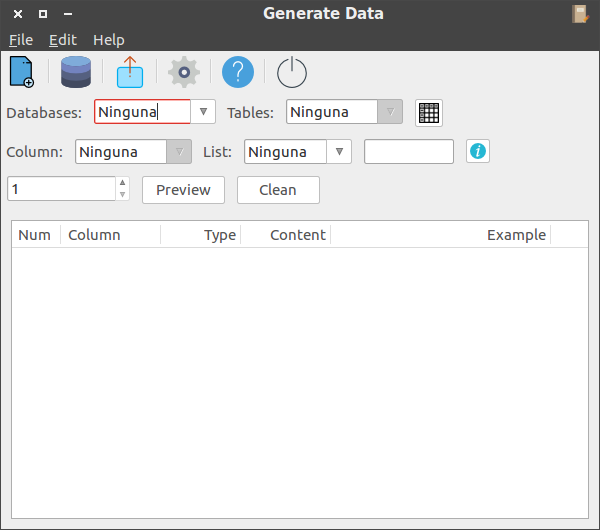 Generate Data
File Edit Help
Databases: Ninguna Tables: Ninguna
Column: Ninguna List: Ninguna
1 Preview Clean
Num Column Type Content Example